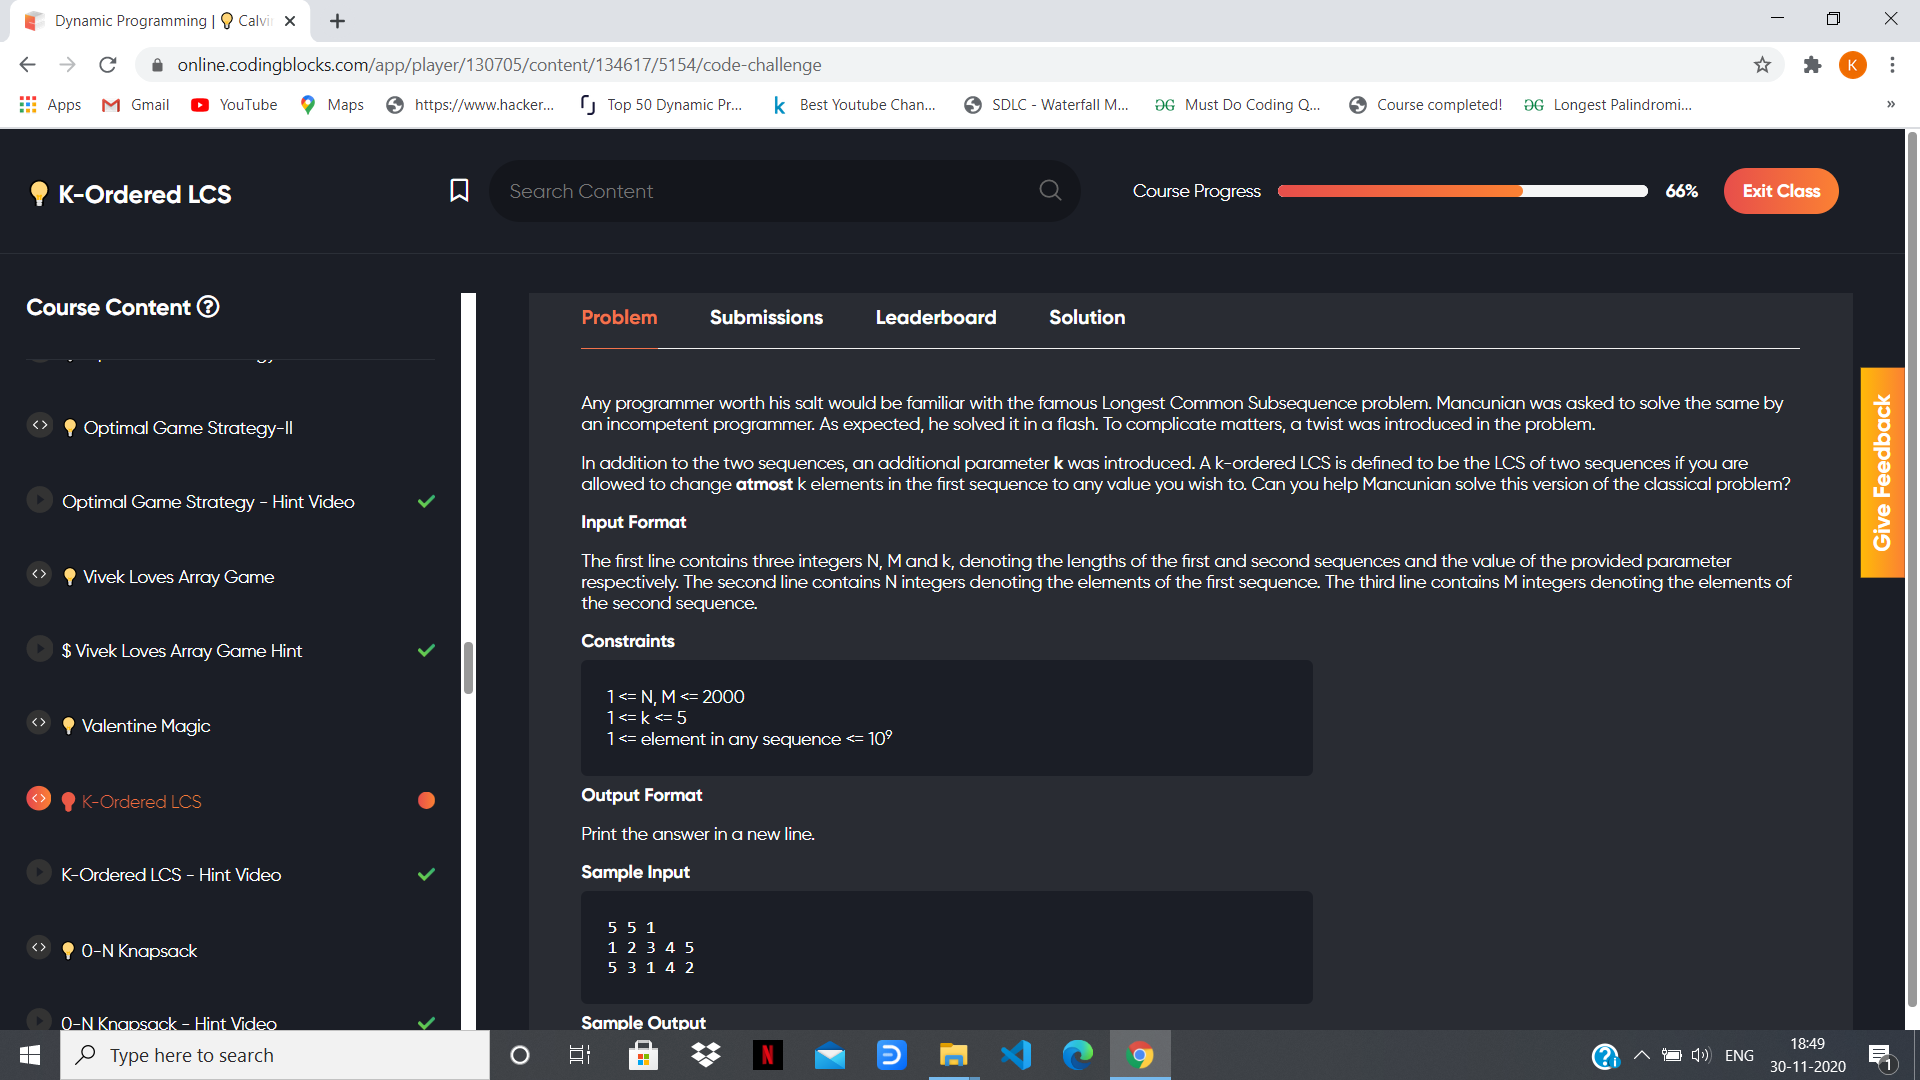 Dynamic Programming | Calvi
online.codingblocks.com/app/player/130705/content/134617/5154/code-challenge
K
Apps Gmail YouTube Maps https://www.hacker... Top 50 Dynamic Pr... Best Youtube Chan... SDLC - Waterfall M... Must Do Coding Q... Course completed! Longest Palindromi... »
K-Ordered LCS
Search Content
Course Progress 66% Exit Class
Course Content
Optimal Game Strategy-II
Optimal Game Strategy - Hint Video
Vivek Loves Array Game
$ Vivek Loves Array Game Hint
Valentine Magic
K-Ordered LCS
K-Ordered LCS - Hint Video
0-N Knapsack
0-N Knapsack - Hint Video
Problem Submissions Leaderboard Solution
Any programmer worth his salt would be familiar with the famous Longest Common Subsequence problem. Mancunian was asked to solve the same by
an incompetent programmer. As expected, he solved it in a flash. To complicate matters, a twist was introduced in the problem.
In addition to the two sequences, an additional parameter k was introduced. A k-ordered LCS is defined to be the LCS of two sequences if you are
allowed to change atmost k elements in the first sequence to any value you wish to. Can you help Mancunian solve this version of the classical problem?
Input Format
The first line contains three integers N, M and k, denoting the lengths of the first and second sequences and the value of the provided parameter
respectively. The second line contains N integers denoting the elements of the first sequence. The third line contains M integers denoting the elements of
the second sequence.
Constraints
1 <= N, M <= 2000
1 <= k <= 5
1 <= element in any sequence <= 10⁹
Output Format
Print the answer in a new line.
Sample Input
5 5 1
1 2 3 4 5
5 3 1 4 2
Sample Output
Give Feedback
Type here to search
ENG
18:49
30-11-2020
1